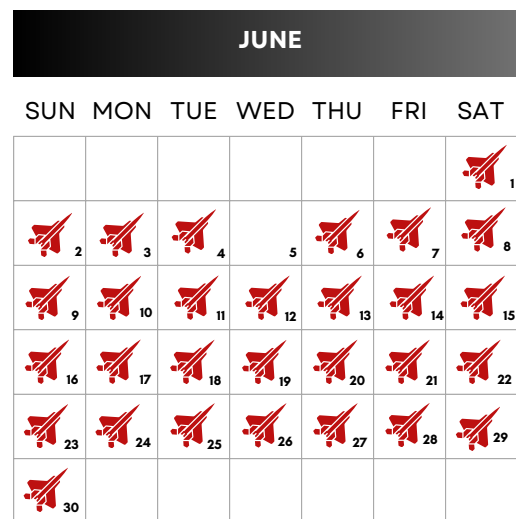 JUNE
SUN MON TUE WED THU FRI SAT
1
2 3 4 5 6 7 8
9 10 11 12 13 14 15
16 17 18 19 20 21 22
23 24 25 26 27 28 29
30